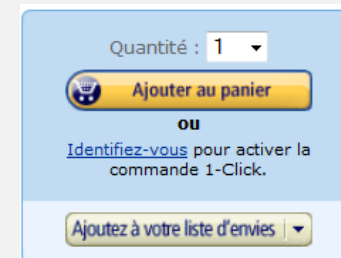 Quantité : 1
Ajouter au panier
ou
Identifiez-vous pour activer la
commande 1-Click.
Ajoutez à votre liste d'envies